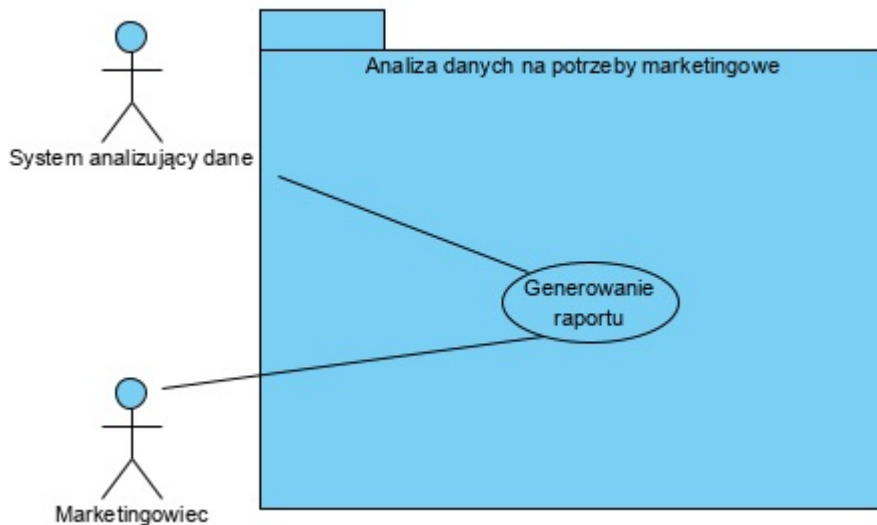 Analiza danych na potrzeby marketingowe
System analizujący dane
Generowanie
raportu
Marketingowiec